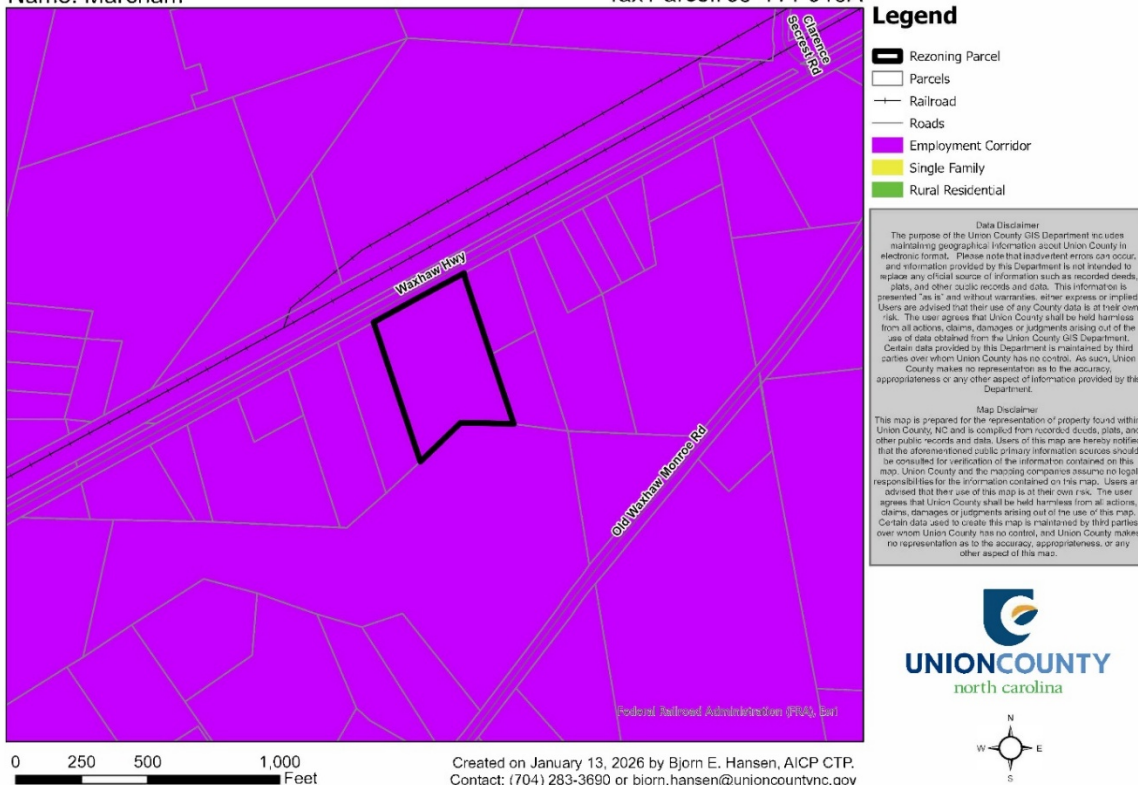 Legend
Rezoning Parcel
Parcels
Railroad
Roads
Employment Corridor
Single Family
Rural Residential
Clarence
Secrest Rd
Waxhaw Hwy
Old Waxhaw Monroe Rd
Federal Railroad Administration (FRA), Esri
Data Disclaimer
The purpose of the Union County GIS Department includes
maintaining geographical information about Union County in
electronic format. Please note that inadvertent errors can occur,
and information provided by this Department is not intended to
replace any official source of information such as recorded deeds,
plats, and other public records and data. This information is
presented "as is" and without warranties, either express or implied.
Users are advised that their use of any County data is at their own
risk. The user agrees that Union County shall be held harmless
from all actions, claims, damages or judgments arising out of the
use of data obtained from the Union County GIS Department.
Certain data provided by this Department is maintained by third
parties over whom Union County has no control. As such, Union
County makes no representation as to the accuracy,
appropriateness or any other aspect of information provided by this
Department.
Map Disclaimer
This map is prepared for the representation of property found within
Union County, NC and is compiled from recorded deeds, plats, and
other public records and data. Users of this map are hereby notified
that the aforementioned public primary information sources should
be consulted for verification of the information contained on this
map. Union County and the mapping companies assume no legal
responsibilities for the information contained on this map. Users are
advised that their use of this map is at their own risk. The user
agrees that Union County shall be held harmless from all actions,
claims, damages or judgments arising out of the use of this map.
Certain data used to create this map is maintained by third parties
over whom Union County has no control, and Union County makes
no representation as to the accuracy, appropriateness, or any
other aspect of this map.
UNIONCOUNTY
north carolina
N
W E
S
0 250 500 1,000
Feet
Created on January 13, 2026 by Bjorn E. Hansen, AICP CTP.
Contact: (704) 283-3690 or bjorn.hansen@unioncountync.gov